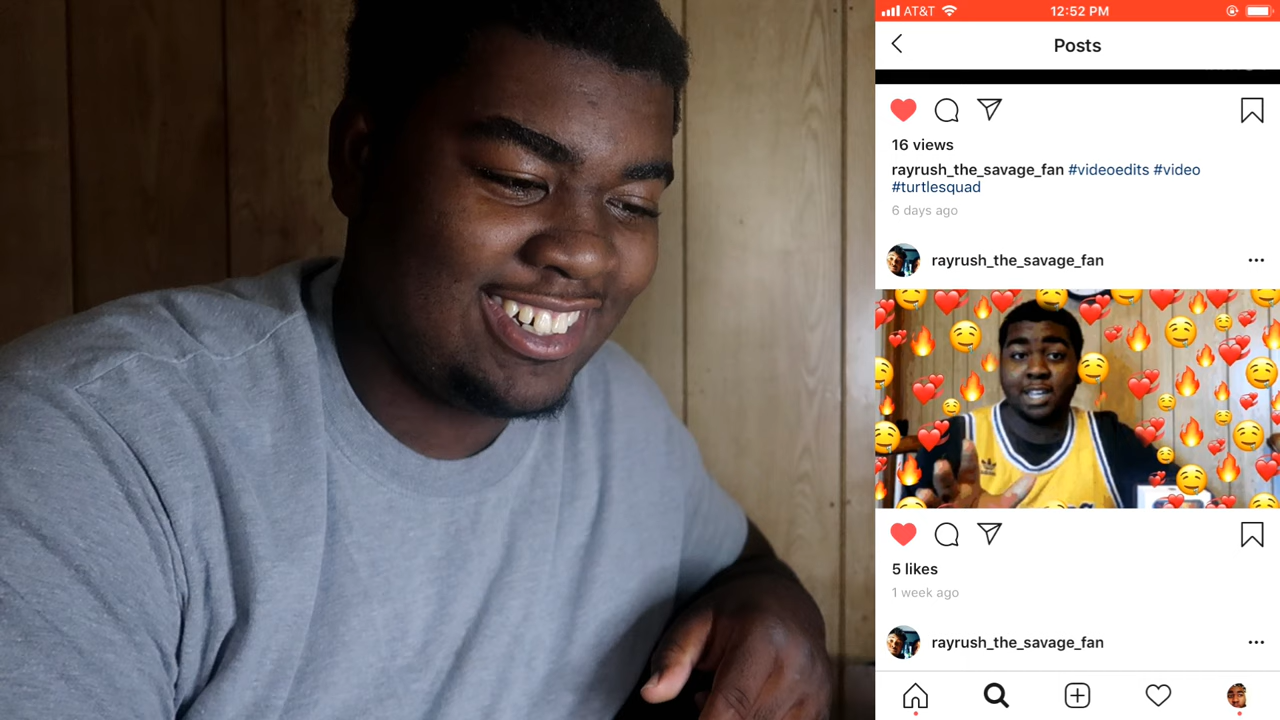 AT&T
12:52 PM
Posts
16 views
rayrush_the_savage_fan #videoedits #video
#turtlesquad
6 days ago
rayrush_the_savage_fan
5 likes
1 week ago
rayrush_the_savage_fan